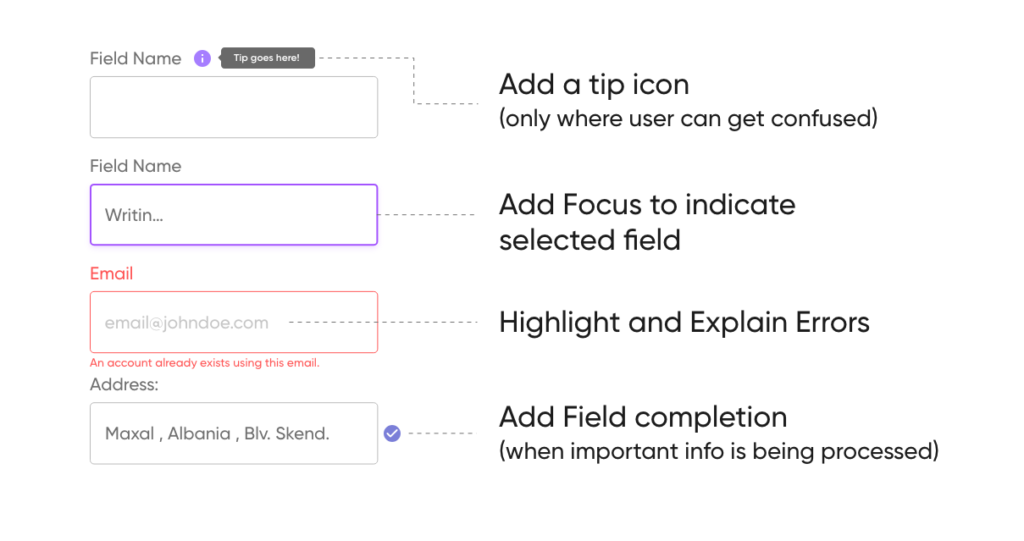 Field Name
Tip goes here!
Add a tip icon
(only where user can get confused)
Field Name
Writin...
Add Focus to indicate
selected field
Email
email@johndoe.com
Highlight and Explain Errors
An account already exists using this email.
Address:
Maxal , Albania , Blv. Skend.
Add Field completion
(when important info is being processed)